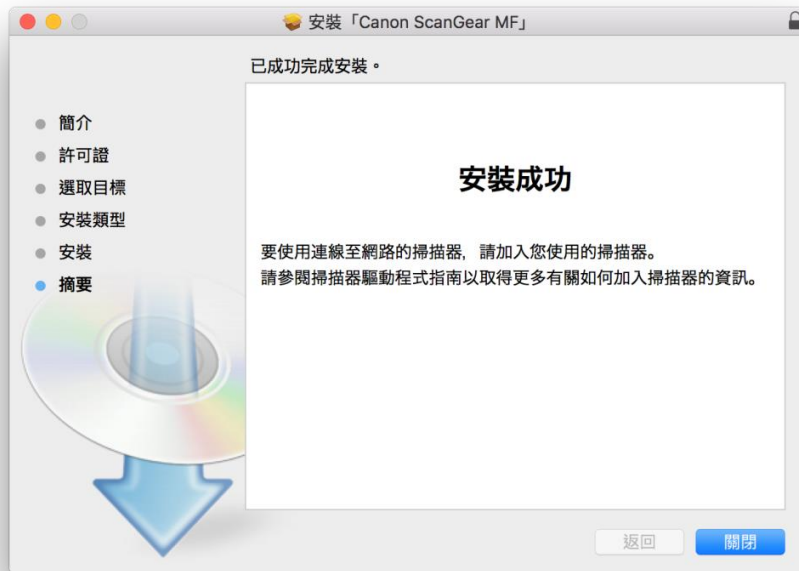 安裝「Canon ScanGear MF」
已成功完成安裝。
簡介
許可證
選取目標
安裝類型
安裝
摘要
安裝成功
要使用連線至網路的掃描器，請加入您使用的掃描器。
請參閱掃描器驅動程式指南以取得更多有關如何加入掃描器的資訊。
返回
關閉